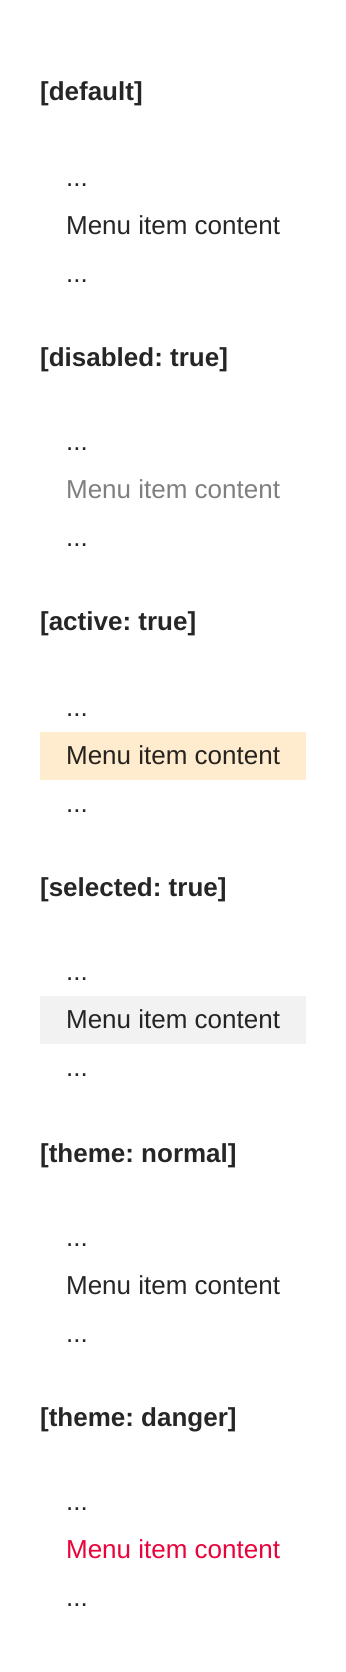 [default]
...
Menu item content
...
[disabled: true]
...
Menu item content
...
[active: true]
...
Menu item content
...
[selected: true]
...
Menu item content
...
[theme: normal]
...
Menu item content
...
[theme: danger]
...
Menu item content
...